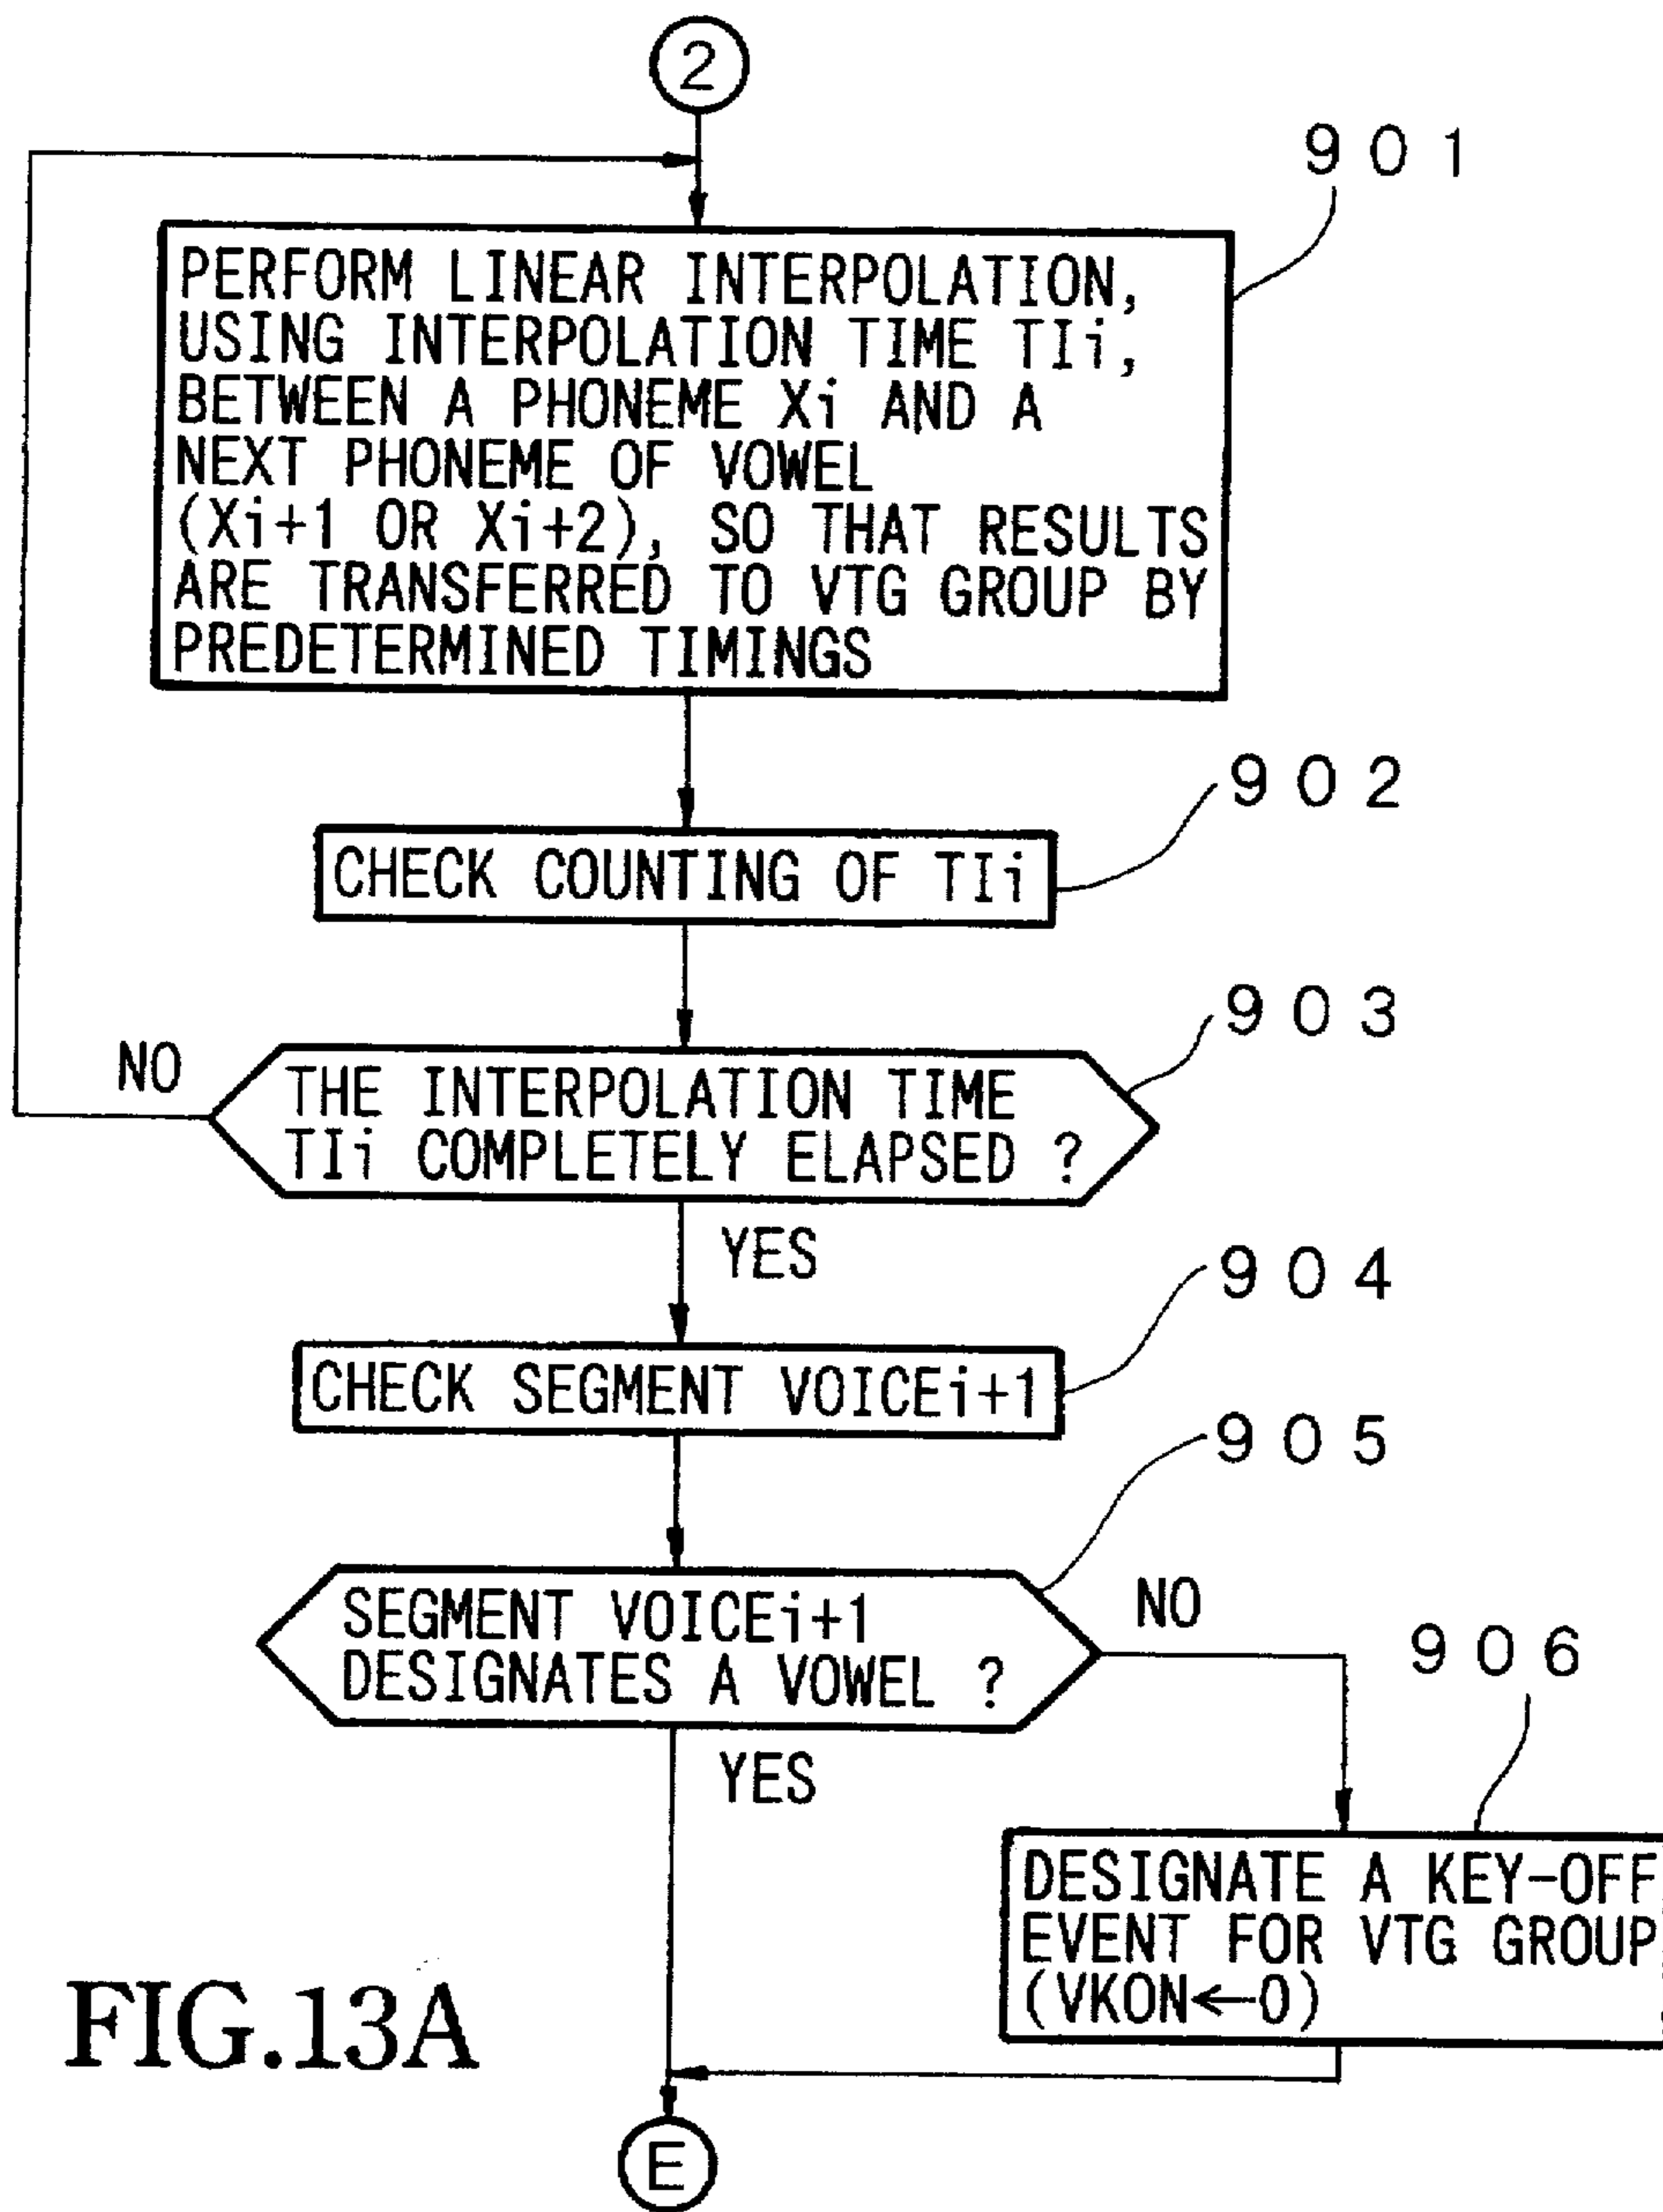 2
901
PERFORM LINEAR INTERPOLATION,
USING INTERPOLATION TIME TIi,
BETWEEN A PHONEME Xi AND A
NEXT PHONEME OF VOWEL
(Xi+1 OR Xi+2), SO THAT RESULTS
ARE TRANSFERRED TO VTG GROUP BY
PREDETERMINED TIMINGS
902
CHECK COUNTING OF TIi
903
NO
THE INTERPOLATION TIME
TIi COMPLETELY ELAPSED ?
YES
904
CHECK SEGMENT VOICEi+1
905
SEGMENT VOICEi+1
DESIGNATES A VOWEL ?
NO
YES
906
DESIGNATE A KEY-OFF
EVENT FOR VTG GROUP
(VKON←0)
FIG.13A
E